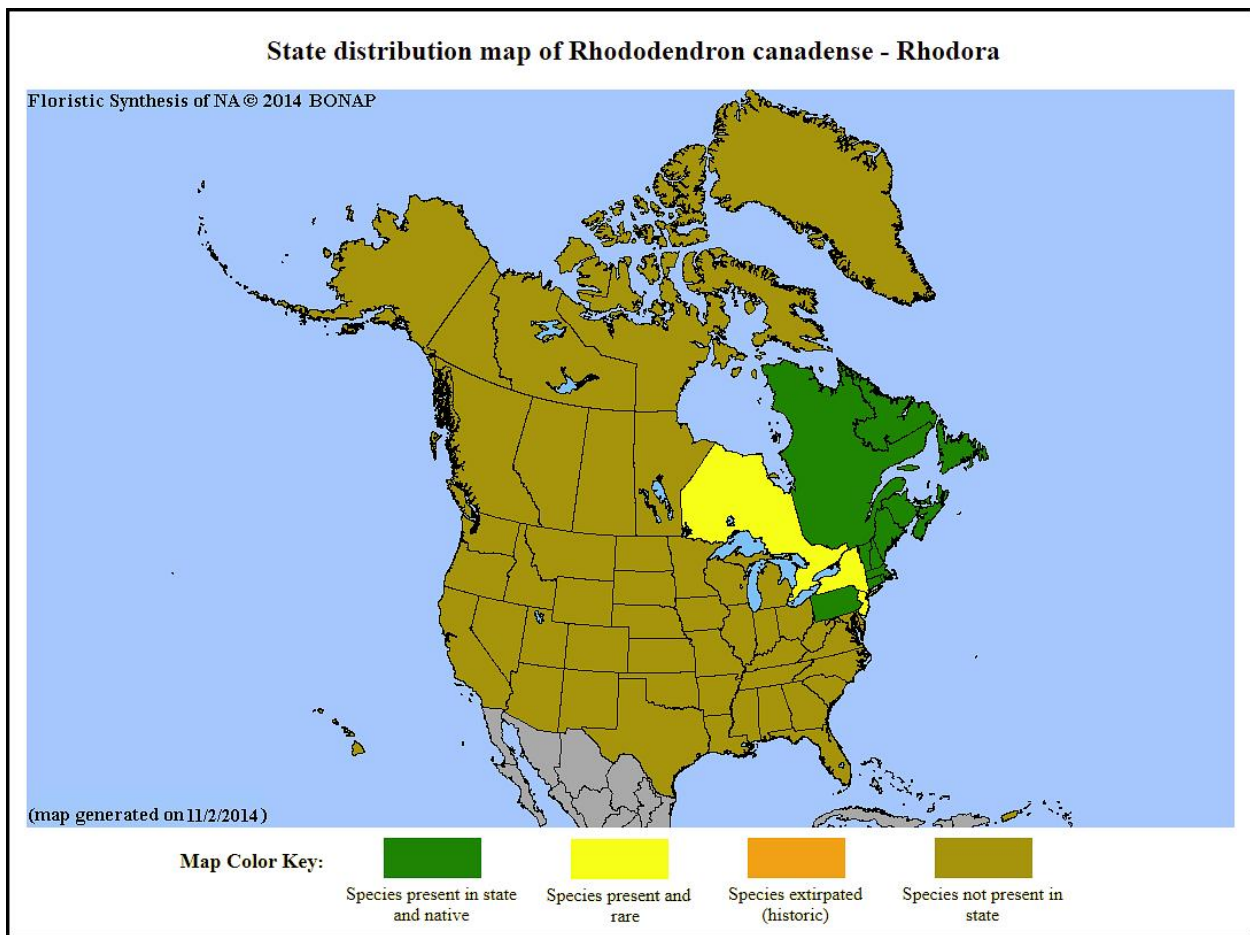 State distribution map of Rhododendron canadense - Rhodora
Floristic Synthesis of NA © 2014 BONAP
(map generated on 11/2/2014 )
Map Color Key:
Species present in state
and native
Species present and
rare
Species extirpated
(historic)
Species not present in
state